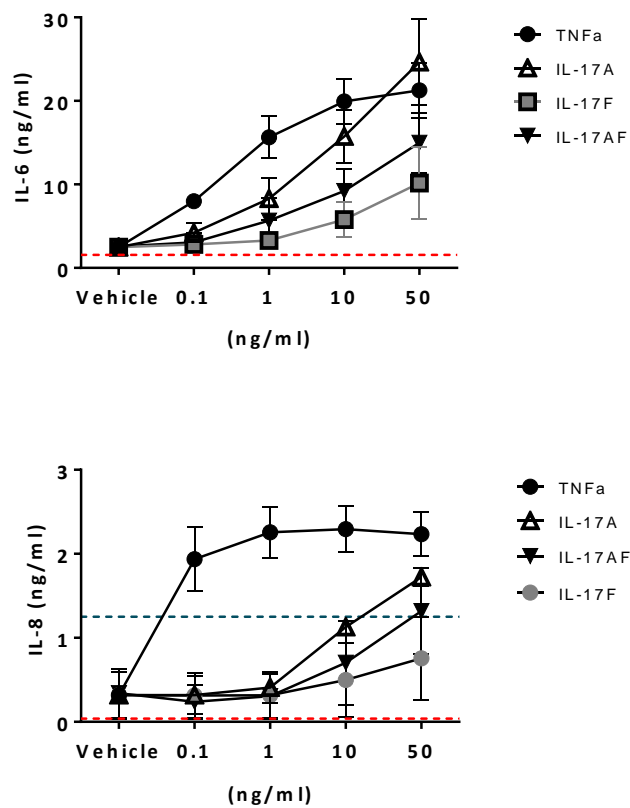 30
20
10
0
IL-6 (ng/ml)
Vehicle 0.1 1 10 50
(ng/ml)
TNFa
IL-17A
IL-17F
IL-17AF
3
2
1
0
IL-8 (ng/ml)
Vehicle 0.1 1 10 50
(ng/ml)
TNFa
IL-17A
IL-17AF
IL-17F